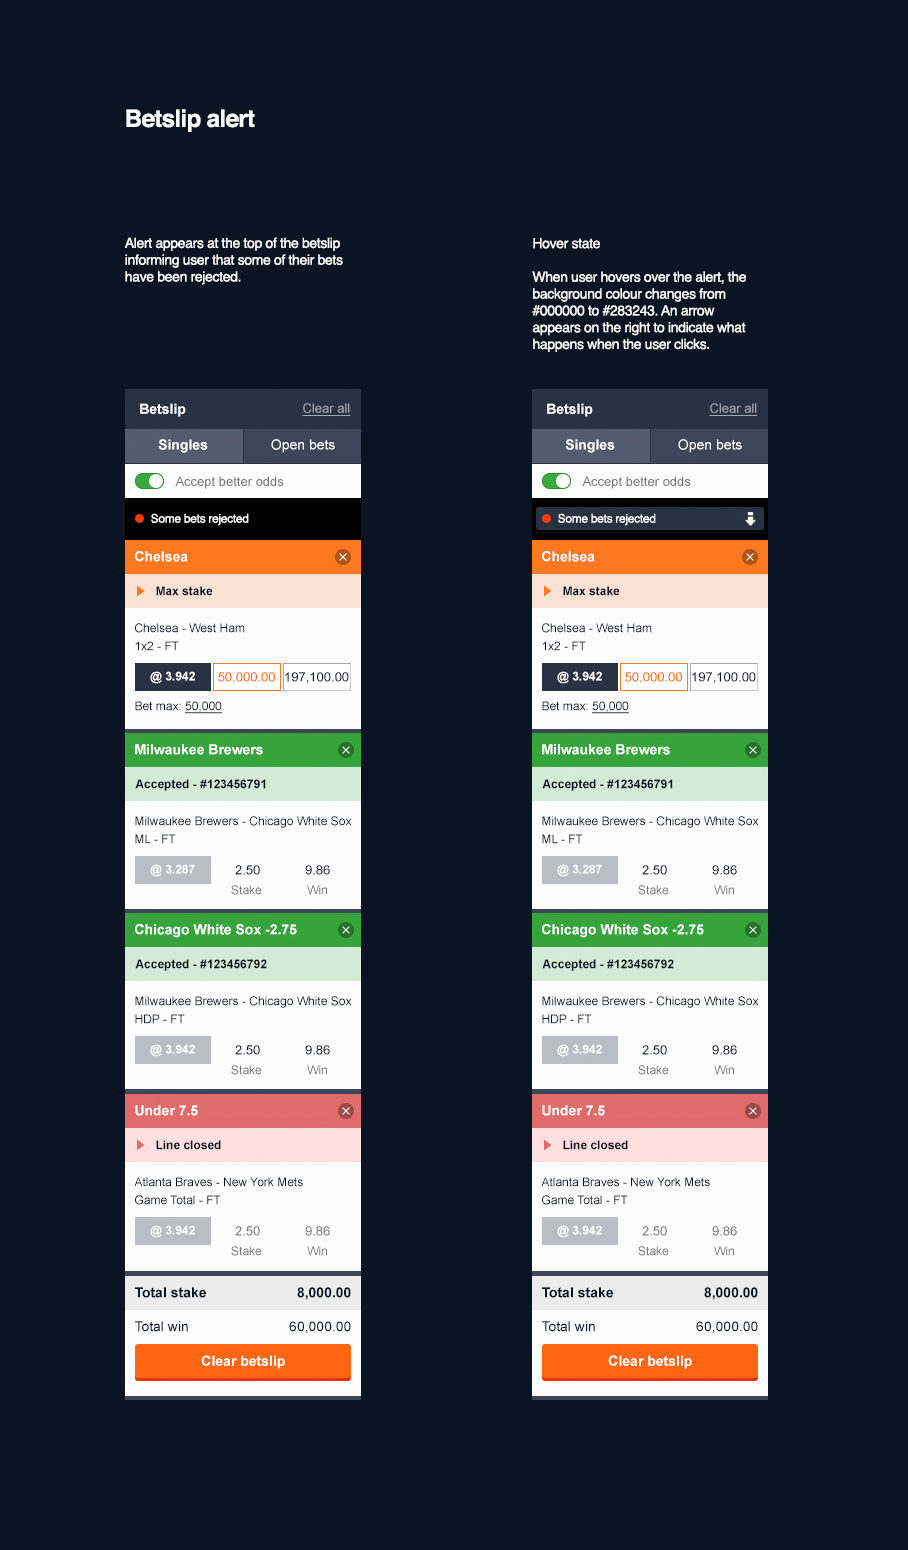 Betslip alert
Alert appears at the top of the betslip
informing user that some of their bets
have been rejected.
Betslip Clear all
Singles Open bets
Accept better odds
Some bets rejected
Chelsea
Max stake
Chelsea - West Ham
1x2 - FT
@ 3.942 50,000.00 197,100.00
Bet max: 50,000
Milwaukee Brewers
Accepted - #123456791
Milwaukee Brewers - Chicago White Sox
ML - FT
@ 3.287 2.50 9.86
Stake Win
Chicago White Sox -2.75
Accepted - #123456792
Milwaukee Brewers - Chicago White Sox
HDP - FT
@ 3.942 2.50 9.86
Stake Win
Under 7.5
Line closed
Atlanta Braves - New York Mets
Game Total - FT
@ 3.942 2.50 9.86
Stake Win
Total stake 8,000.00
Total win 60,000.00
Clear betslip
Hover state
When user hovers over the alert, the
background colour changes from
#000000 to #283243. An arrow
appears on the right to indicate what
happens when the user clicks.
Betslip Clear all
Singles Open bets
Accept better odds
Some bets rejected
Chelsea
Max stake
Chelsea - West Ham
1x2 - FT
@ 3.942 50,000.00 197,100.00
Bet max: 50,000
Milwaukee Brewers
Accepted - #123456791
Milwaukee Brewers - Chicago White Sox
ML - FT
@ 3.287 2.50 9.86
Stake Win
Chicago White Sox -2.75
Accepted - #123456792
Milwaukee Brewers - Chicago White Sox
HDP - FT
@ 3.942 2.50 9.86
Stake Win
Under 7.5
Line closed
Atlanta Braves - New York Mets
Game Total - FT
@ 3.942 2.50 9.86
Stake Win
Total stake 8,000.00
Total win 60,000.00
Clear betslip